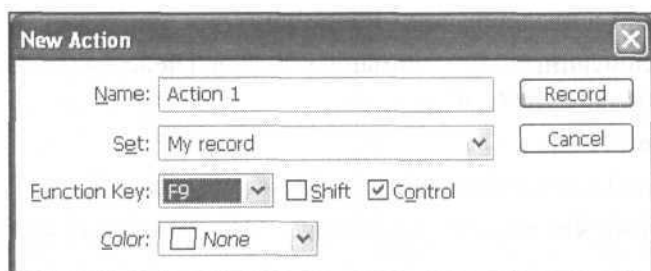 New Action
Name: Action 1 Record
Set: My record Cancel
Function Key: F9 Shift Control
Color: None